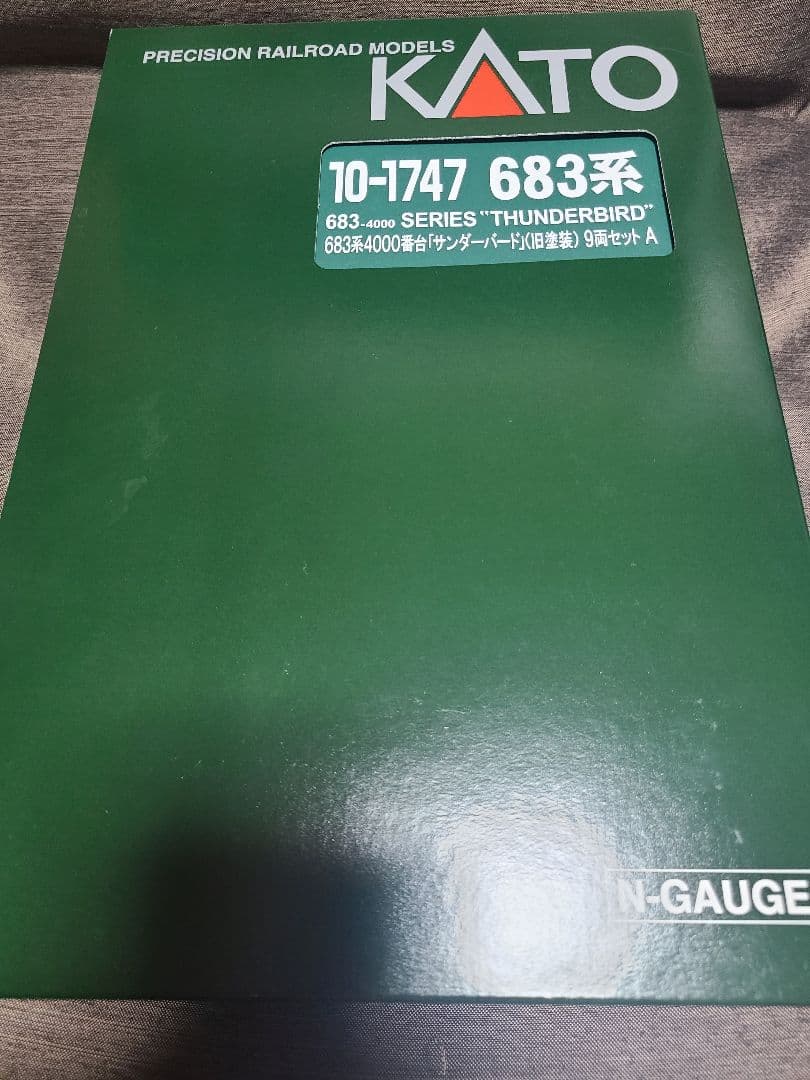 PRECISION RAILROAD MODELS
KATO
10-1747 683系
683-4000 SERIES "THUNDERBIRD"
683系4000番台「サンダーバード」(旧塗装) 9両セット A
N-GAUGE